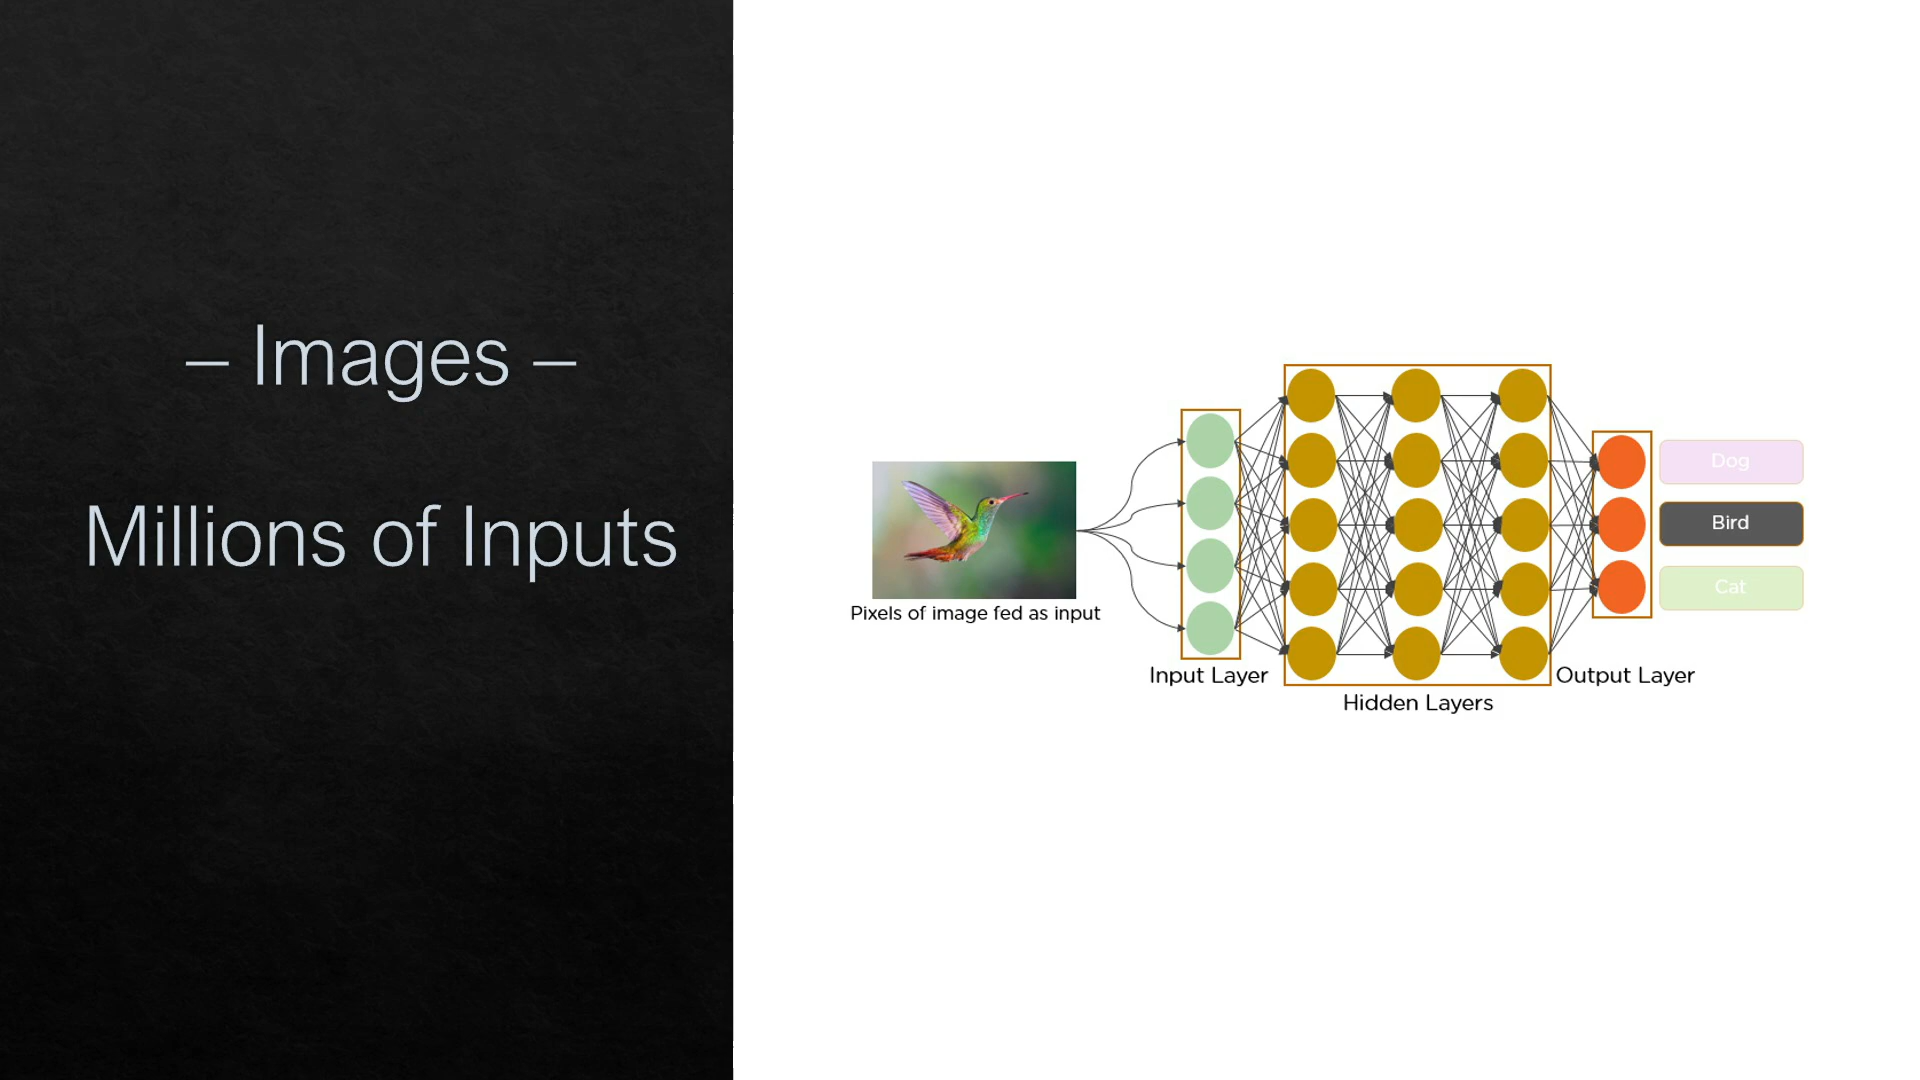 – Images –
Millions of Inputs
Pixels of image fed as input
Input Layer
Hidden Layers
Output Layer
Dog
Bird
Cat